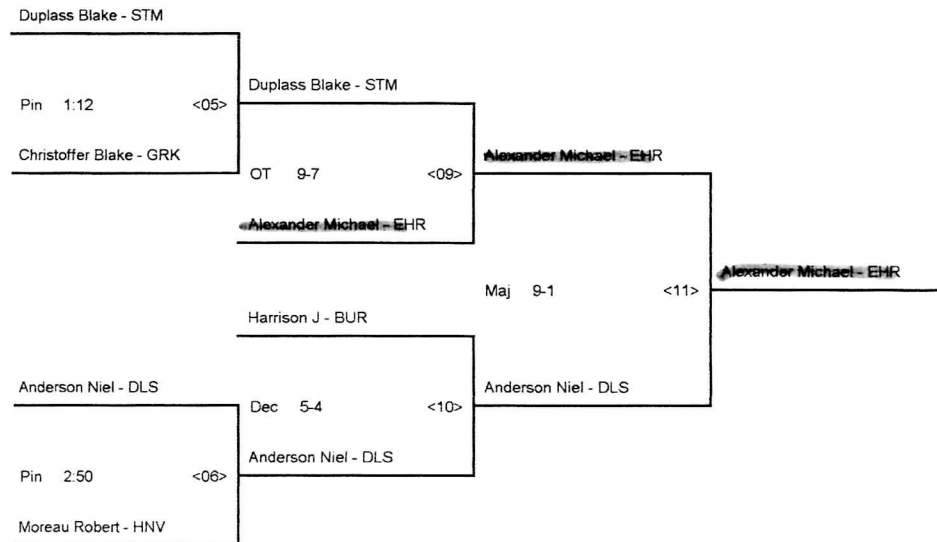 Duplass Blake - STM
Duplass Blake - STM
Pin 1:12 <05>
Christoffer Blake - GRK
Alexander Michael - EHR
OT 9-7 <09>
Alexander Michael - EHR
Alexander Michael - EHR
Maj 9-1 <11>
Harrison J - BUR
Anderson Niel - DLS
Anderson Niel - DLS
Dec 5-4 <10>
Anderson Niel - DLS
Pin 2:50 <06>
Moreau Robert - HNV